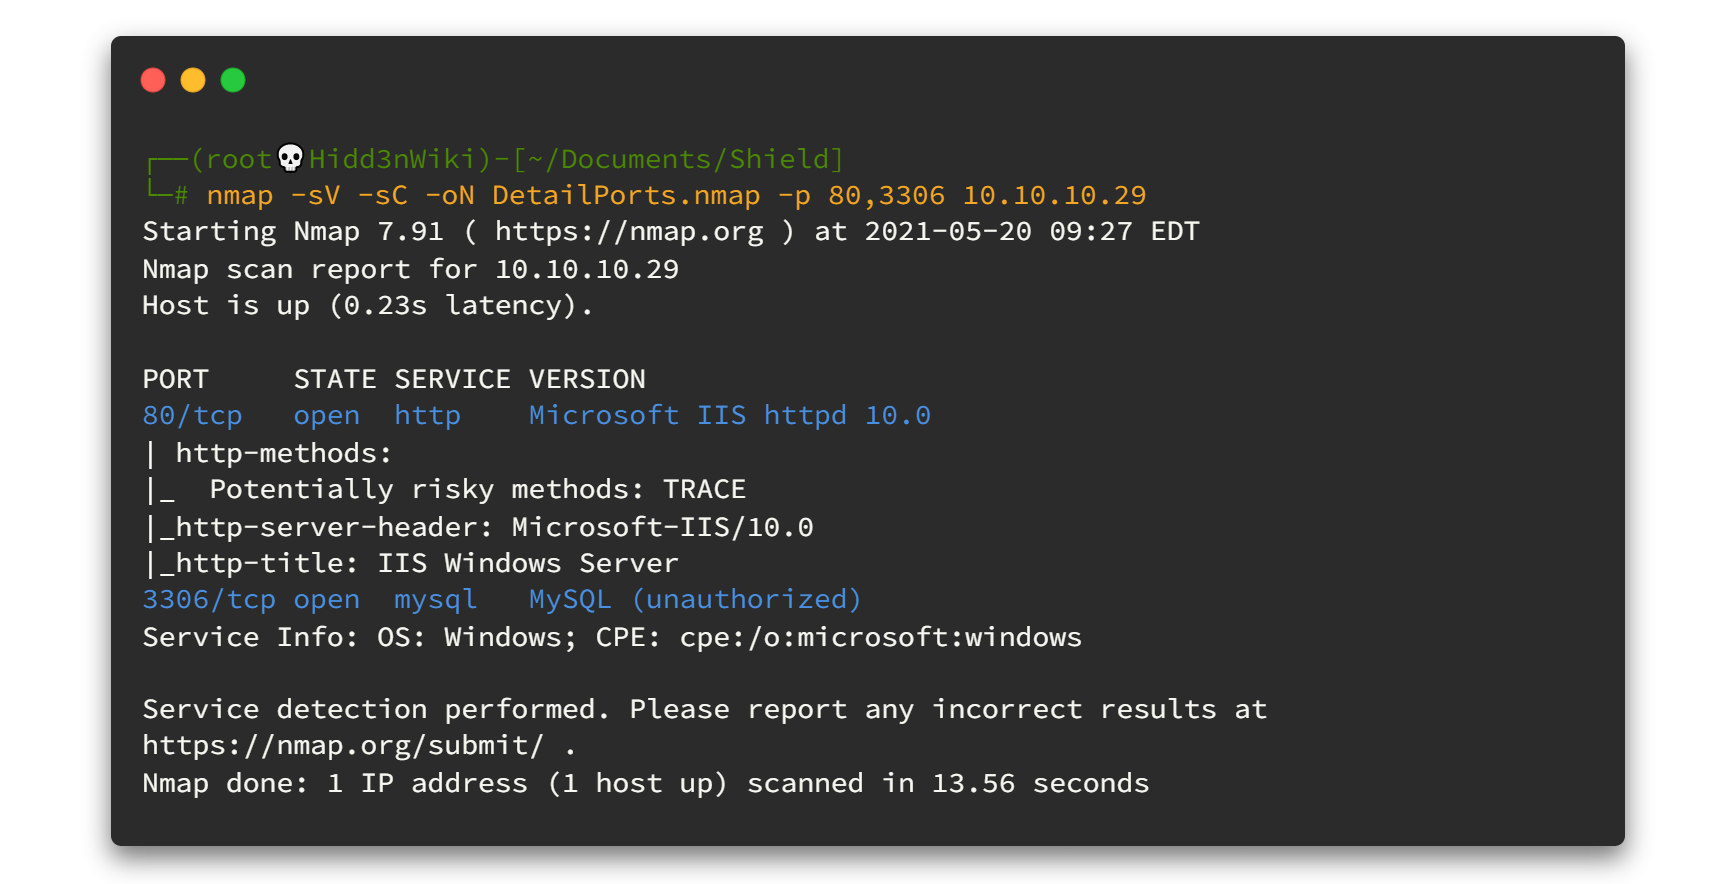 ┌──(root💀Hidd3nWiki)-[~/Documents/Shield]
└─# nmap -sV -sC -oN DetailPorts.nmap -p 80,3306 10.10.10.29
Starting Nmap 7.91 ( https://nmap.org ) at 2021-05-20 09:27 EDT
Nmap scan report for 10.10.10.29
Host is up (0.23s latency).

PORT     STATE SERVICE VERSION
80/tcp   open  http    Microsoft IIS httpd 10.0
| http-methods:
|_  Potentially risky methods: TRACE
|_http-server-header: Microsoft-IIS/10.0
|_http-title: IIS Windows Server
3306/tcp open  mysql   MySQL (unauthorized)
Service Info: OS: Windows; CPE: cpe:/o:microsoft:windows

Service detection performed. Please report any incorrect results at
https://nmap.org/submit/ .
Nmap done: 1 IP address (1 host up) scanned in 13.56 seconds